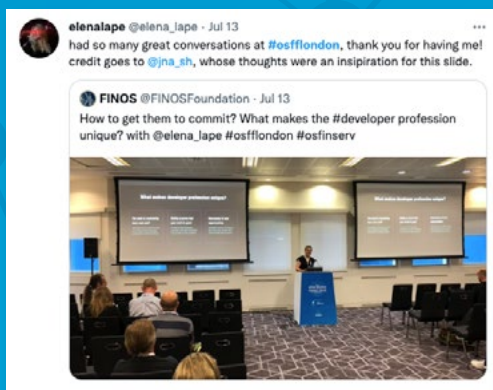 elenalape @elena_lape · Jul 13
had so many great conversations at #osfflondon, thank you for having me!
credit goes to @jna_sh, whose thoughts were an insipiration for this slide.
FINOS @FINOSFoundation · Jul 13
How to get them to commit? What makes the #developer profession
unique? with @elena_lape #osfflondon #osfinserv
What makes developer profession unique?
What makes developer profession unique?